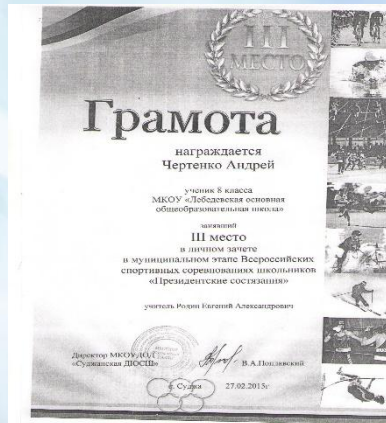 III
МЕСТО
Грамота
награждается
Чертенко Андрей
ученик 8 класса
МКОУ «Лебедевская основная
общеобразовательная школа»
занявший
III место
в личном зачете
в муниципальном этапе Всероссийских
спортивных соревнованиях школьников
«Президентские состязания»
учитель Родин Евгений Александрович
Директор МКОУ ДОД
«Суджанская ДЮСШ»
В.А.
г. Суджа 27.02.2015г